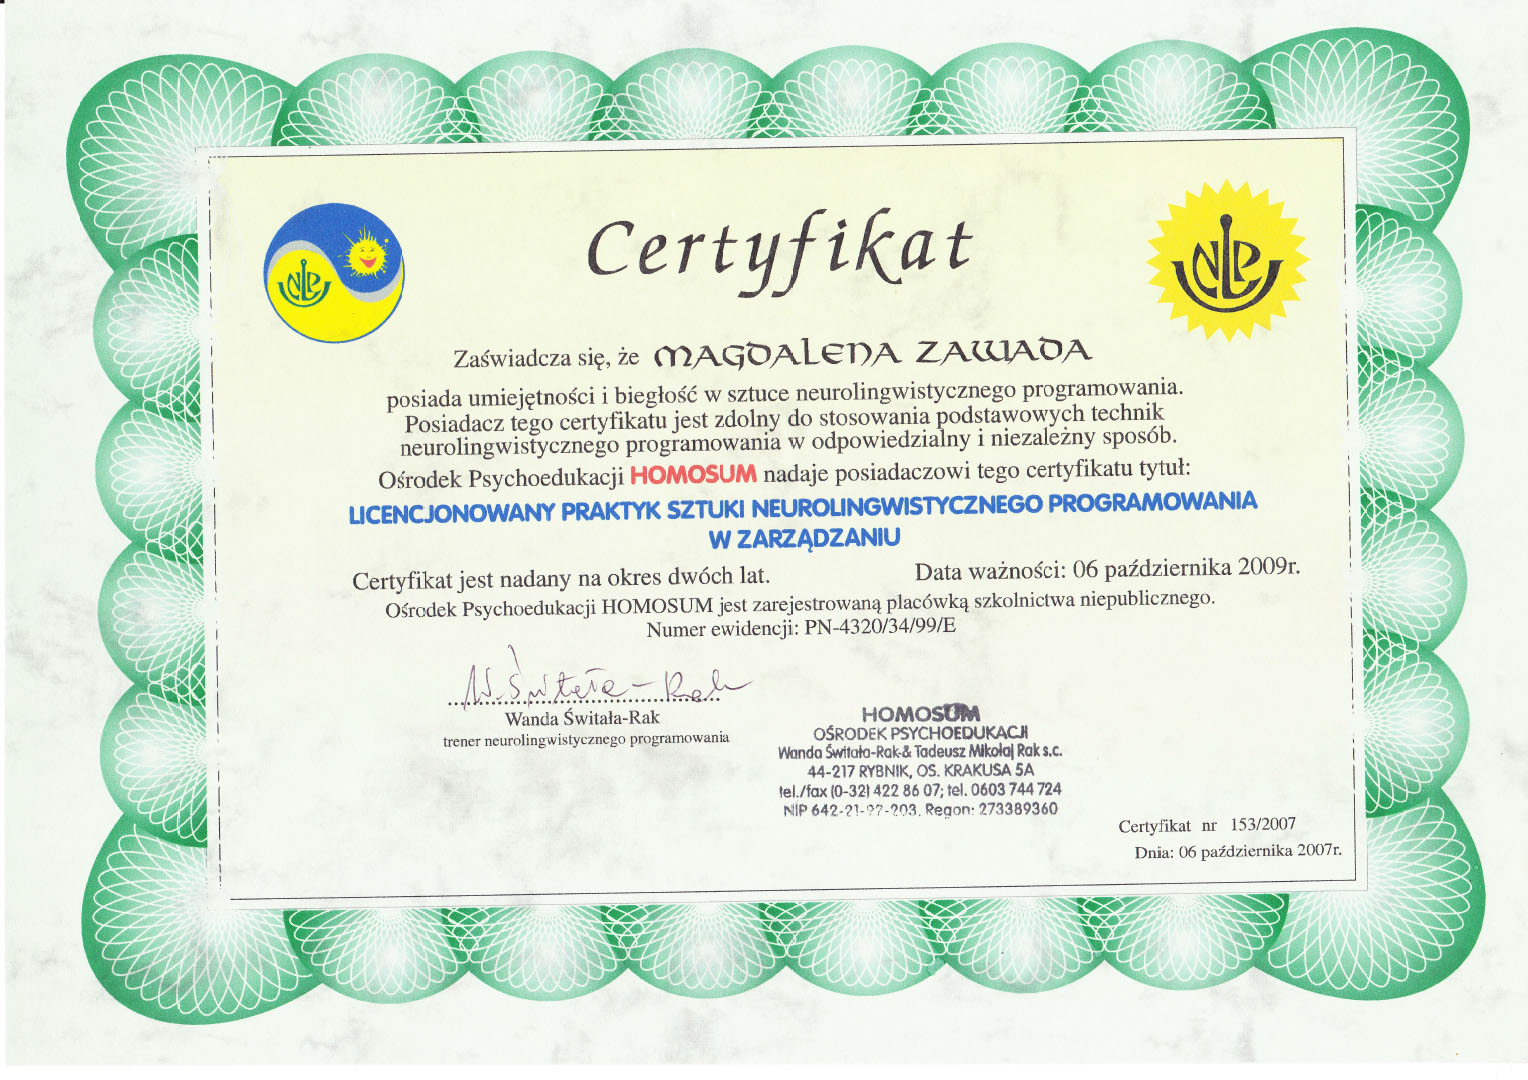 Certyfikat
NLP
NLP
Zaświadcza się, że MAGDALENA ZAWADA
posiada umiejętności i biegłość w sztuce neurolingwistycznego programowania.
Posiadacz tego certyfikatu jest zdolny do stosowania podstawowych technik
neurolingwistycznego programowania w odpowiedzialny i niezależny sposób.
Ośrodek Psychoedukacji HOMOSUM nadaje posiadaczowi tego certyfikatu tytuł:
LICENCJONOWANY PRAKTYK SZTUKI NEUROLINGWISTYCZNEGO PROGRAMOWANIA
W ZARZĄDZANIU
Certyfikat jest nadany na okres dwóch lat. Data ważności: 06 października 2009r.
Ośrodek Psychoedukacji HOMOSUM jest zarejestrowaną placówką szkolnictwa niepublicznego.
Numer ewidencji: PN-4320/34/99/E
W. Świtała-Rak
Wanda Świtała-Rak
trener neurolingwistycznego programowania
HOMOSUM
OŚRODEK PSYCHOEDUKACJI
Wanda Świtała-Rak & Tadeusz Mikołaj Rak s.c.
44-217 RYBNIK, OS. KRAKUSA 5A
tel./fax (0-32) 422 86 07; tel. 0603 744 724
NIP Regon: 273389360
Certyfikat nr 153/2007
Dnia: 06 października 2007r.